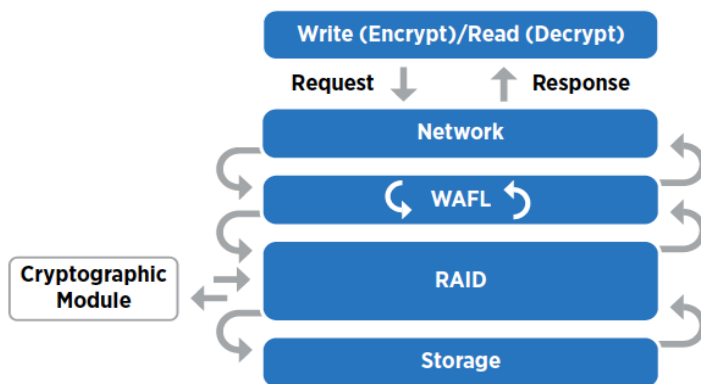 Write (Encrypt)/Read (Decrypt)
Request
Response
Network
WAFL
Cryptographic
Module
RAID
Storage